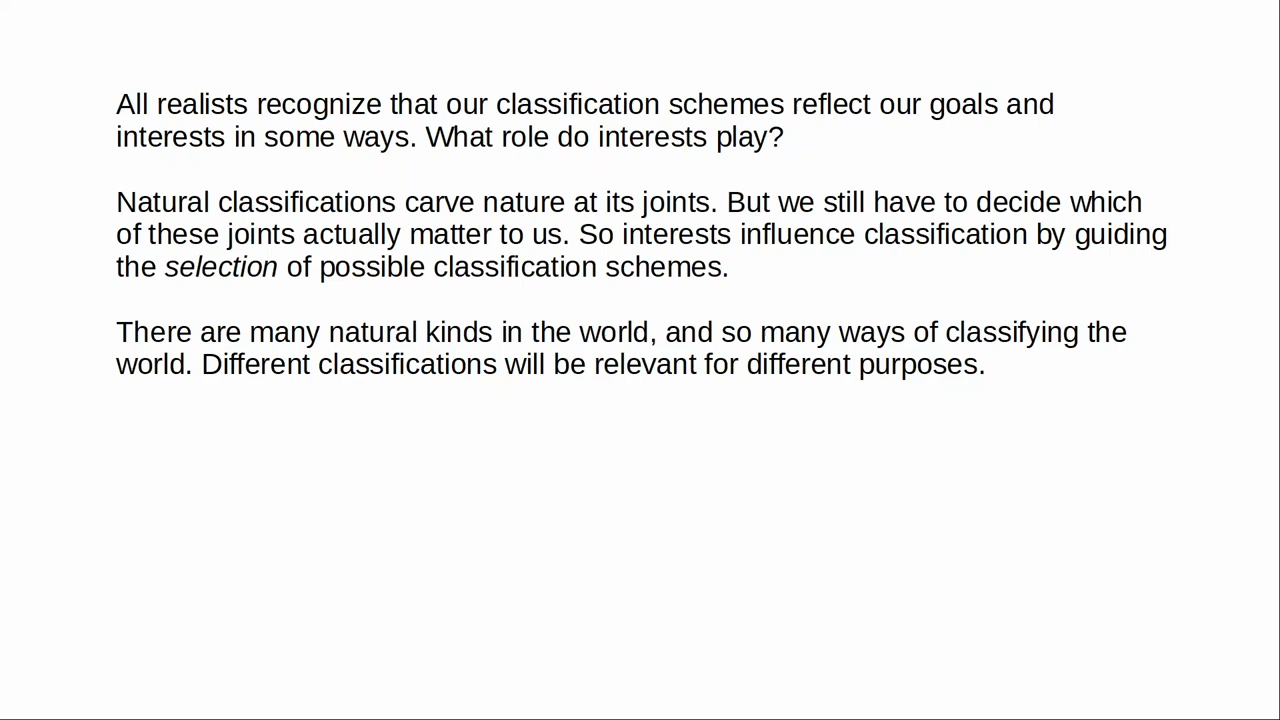 All realists recognize that our classification schemes reflect our goals and
interests in some ways. What role do interests play?
Natural classifications carve nature at its joints. But we still have to decide which
of these joints actually matter to us. So interests influence classification by guiding
the selection of possible classification schemes.
There are many natural kinds in the world, and so many ways of classifying the
world. Different classifications will be relevant for different purposes.